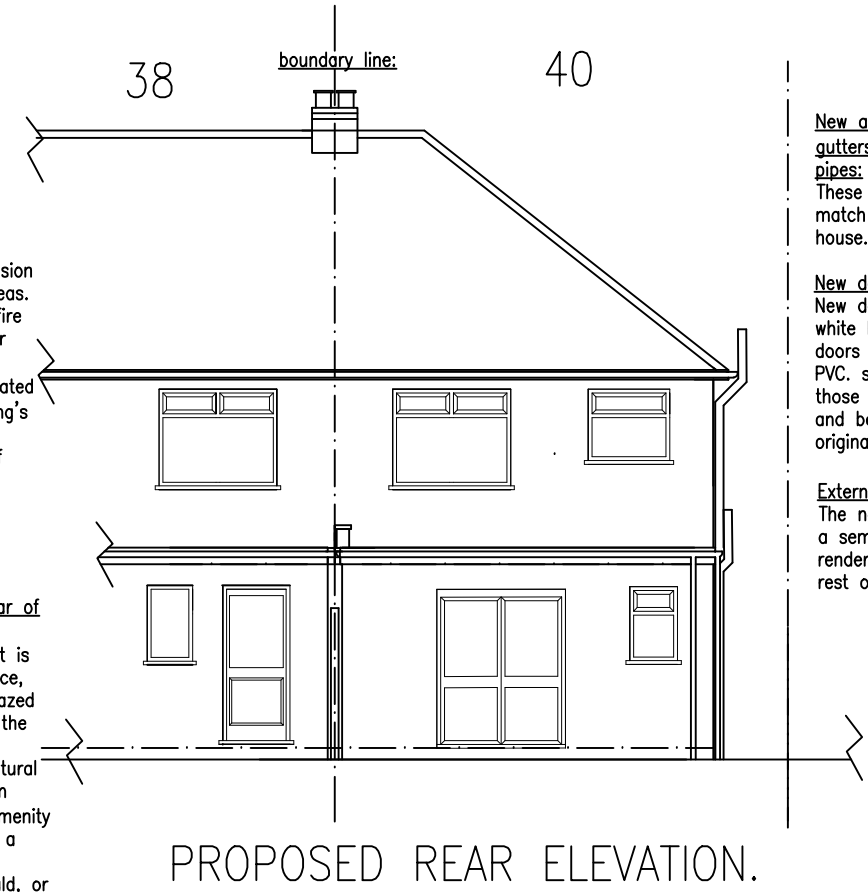 38
boundary line:
40
sion
eas.
fire
r
ated
ng's
f
ar of
t is
ce,
azed
the
tural
n
menity
a
ld, or
New a
gutters
pipes:
These
match
house.
New d
New d
white
doors
PVC. s
those
and be
origina
Extern
The n
a sem
render
rest o
PROPOSED REAR ELEVATION.